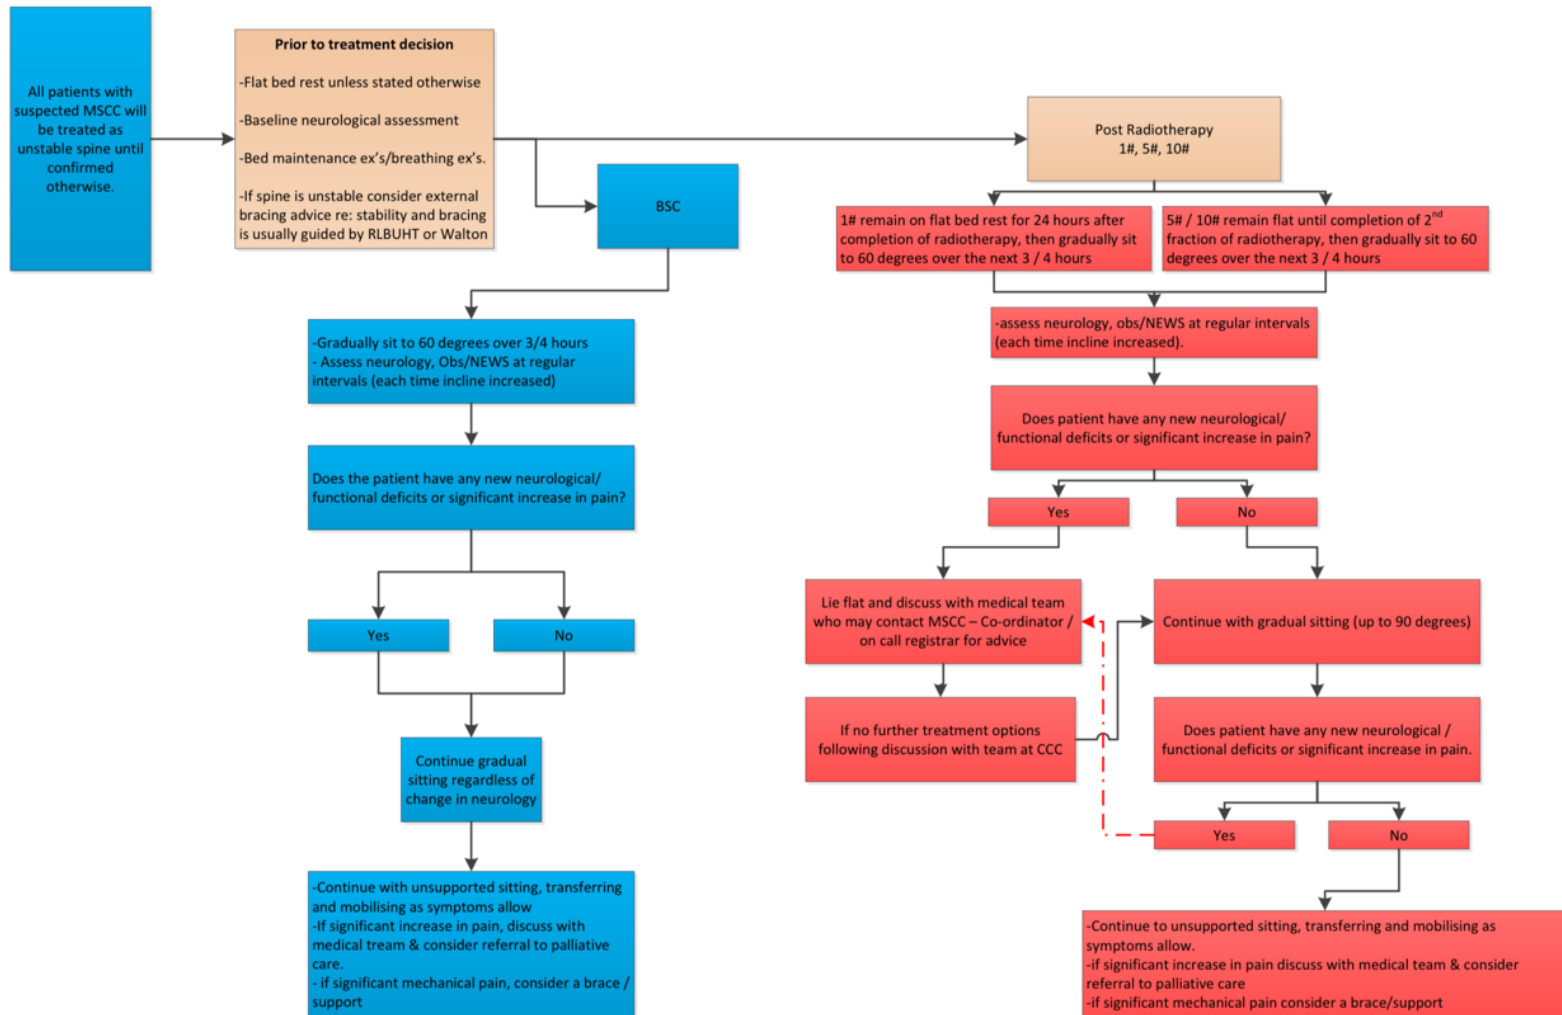 All patients with
suspected MSCC will
be treated as
unstable spine until
confirmed
otherwise.
Prior to treatment decision
-Flat bed rest unless stated otherwise
-Baseline neurological assessment
-Bed maintenance ex's/breathing ex's.
-If spine is unstable consider external
bracing advice re: stability and bracing
is usually guided by RLBUHT or Walton
BSC
-Gradually sit to 60 degrees over 3/4 hours
- Assess neurology, Obs/NEWS at regular
intervals (each time incline increased)
Does the patient have any new neurological/
functional deficits or significant increase in pain?
Yes
No
Continue gradual
sitting regardless of
change in neurology
-Continue with unsupported sitting, transferring
and mobilising as symptoms allow
-If significant increase in pain, discuss with
medical tream & consider referral to palliative
care.
- if significant mechanical pain, consider a brace /
support
Post Radiotherapy
1#, 5#, 10#
1# remain on flat bed rest for 24 hours after
completion of radiotherapy, then gradually sit
to 60 degrees over the next 3 / 4 hours
5# / 10# remain flat until completion of 2nd
fraction of radiotherapy, then gradually sit to 60
degrees over the next 3 / 4 hours
-assess neurology, obs/NEWS at regular intervals
(each time incline increased).
Does patient have any new neurological/
functional deficits or significant increase in pain?
Yes
No
Lie flat and discuss with medical team
who may contact MSCC – Co-ordinator /
on call registrar for advice
Continue with gradual sitting (up to 90 degrees)
If no further treatment options
following discussion with team at CCC
Does patient have any new neurological /
functional deficits or significant increase in pain.
Yes
No
-Continue to unsupported sitting, transferring and mobilising as
symptoms allow.
-if significant increase in pain discuss with medical team & consider
referral to palliative care
-if significant mechanical pain consider a brace/support